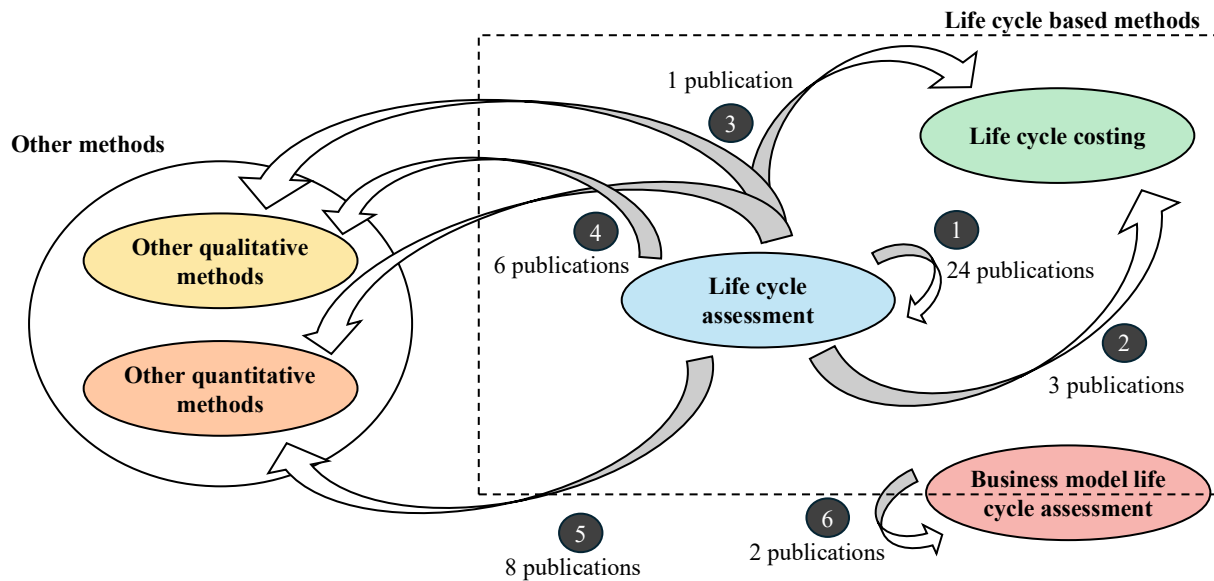 Life cycle based methods
1 publication
3
Life cycle costing
Other methods
Other qualitative
methods
4
6 publications
1
24 publications
Life cycle
assessment
2
3 publications
Other quantitative
methods
Business model life
cycle assessment
6
2 publications
5
8 publications